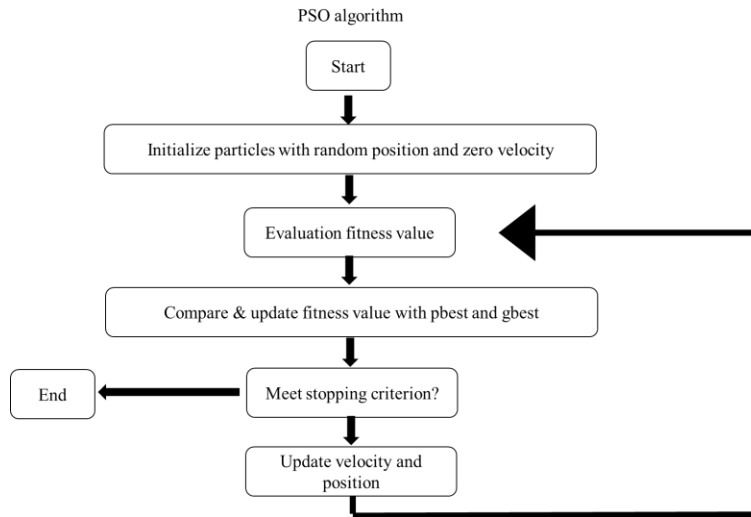 PSO algorithm
Start
Initialize particles with random position and zero velocity
Evaluation fitness value
Compare & update fitness value with pbest and gbest
End
Meet stopping criterion?
Update velocity and
position